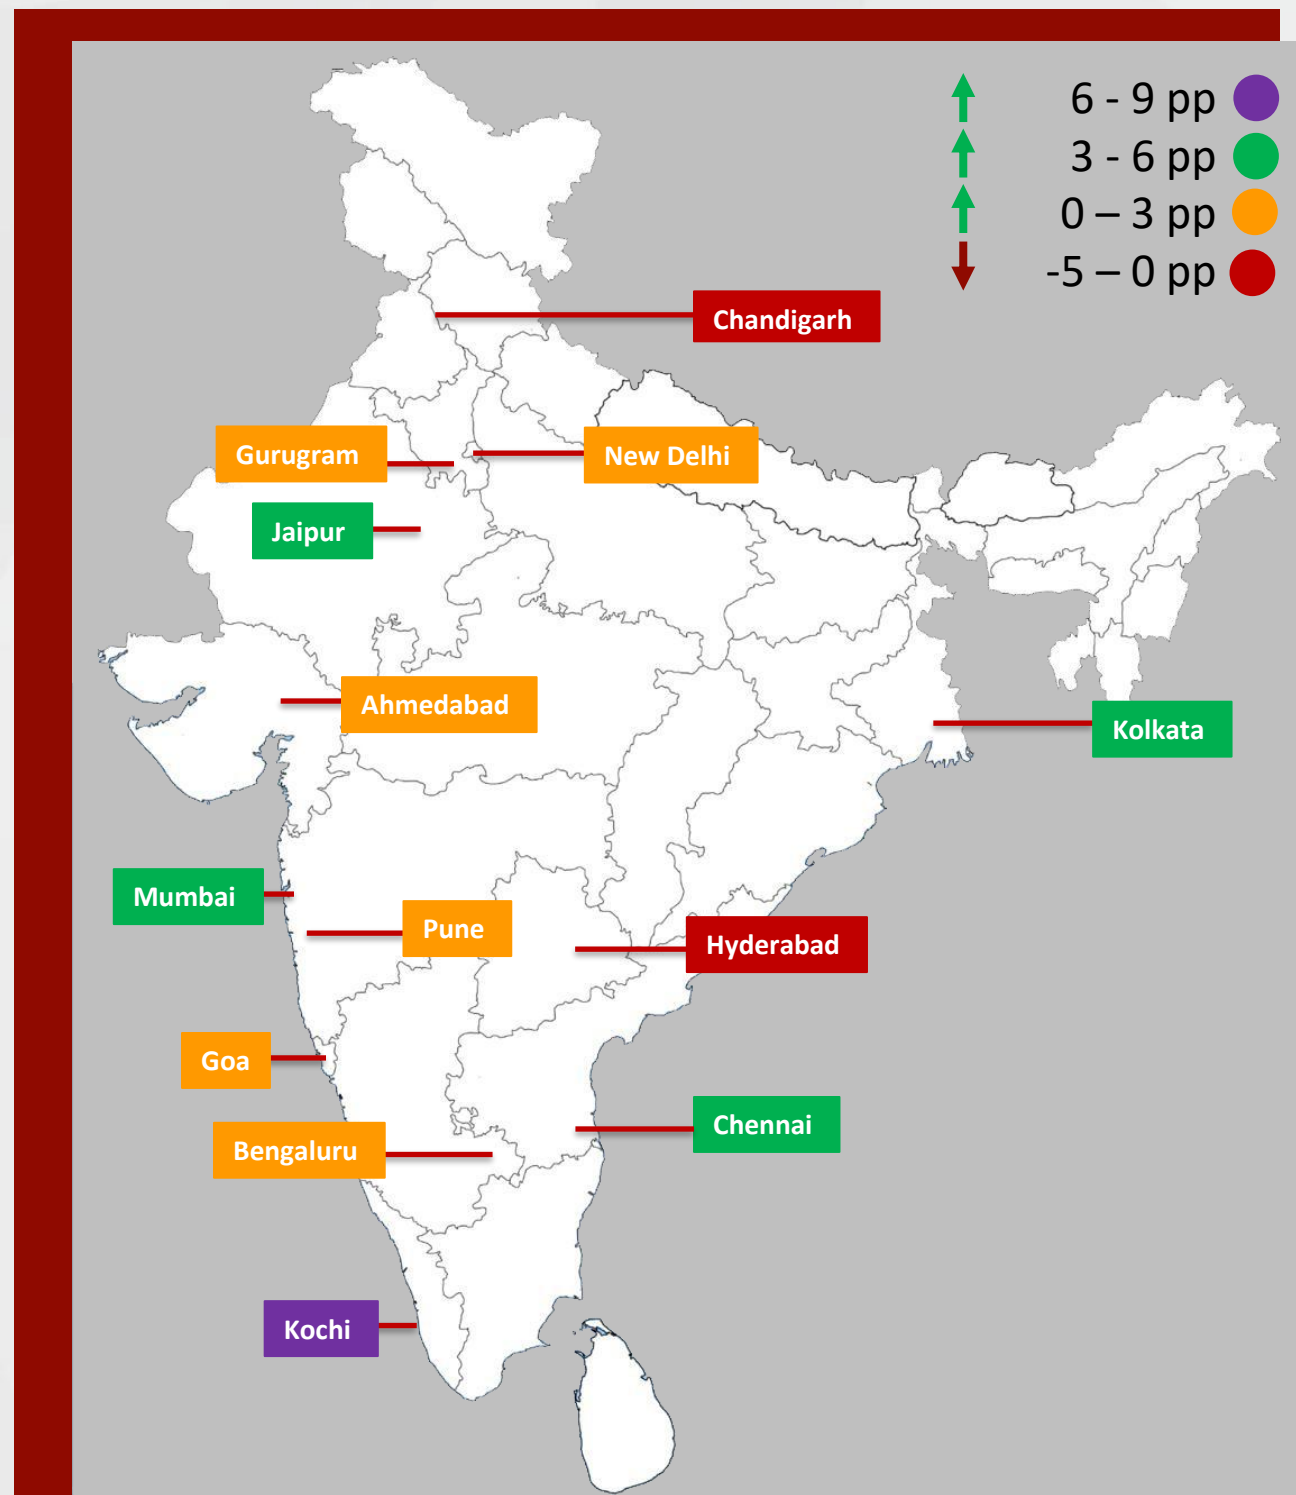 6 - 9 pp
3 - 6 pp
0 – 3 pp
-5 – 0 pp
Chandigarh
Gurugram
New Delhi
Jaipur
Ahmedabad
Kolkata
Mumbai
Pune
Hyderabad
Goa
Chennai
Bengaluru
Kochi